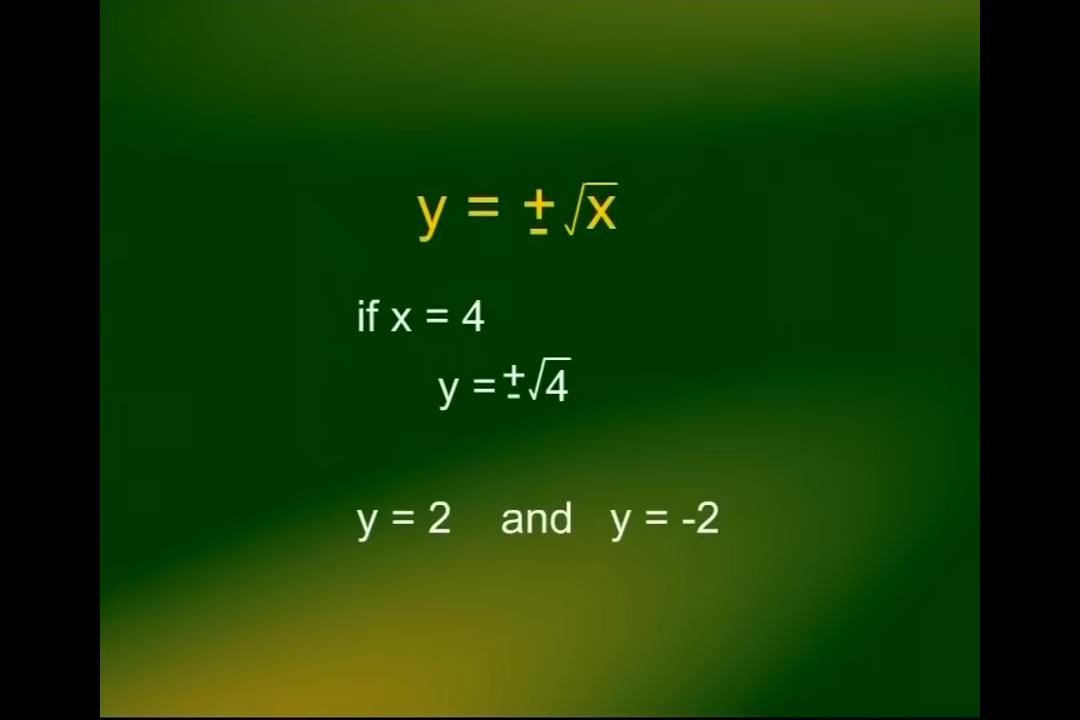 y = ±√x
if x = 4
y = ±√4
y = 2 and y = -2